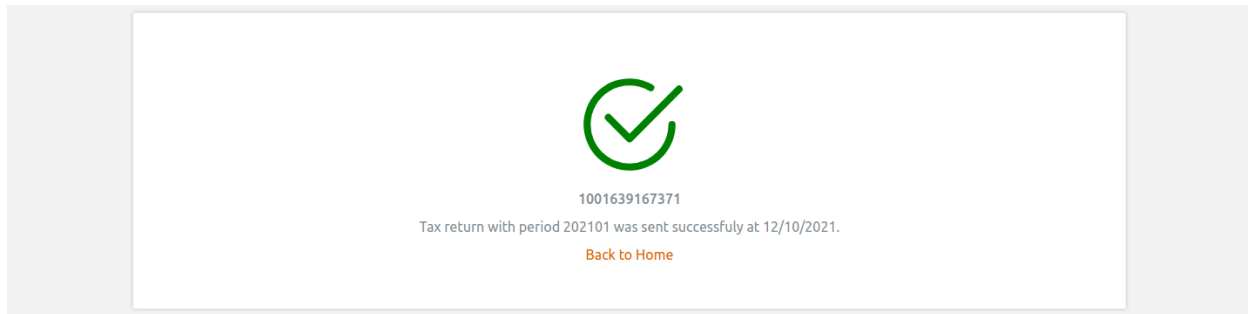 1001639167371
Tax return with period 202101 was sent successfuly at 12/10/2021.
Back to Home